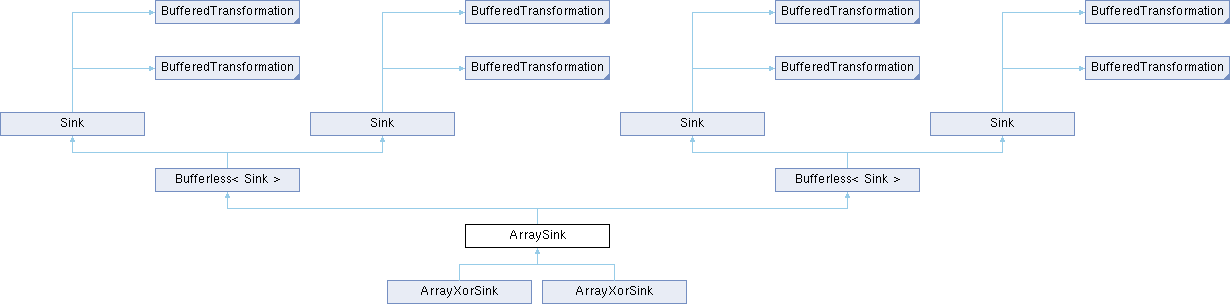 BufferedTransformation BufferedTransformation BufferedTransformation BufferedTransformation
BufferedTransformation BufferedTransformation BufferedTransformation BufferedTransformation
Sink Sink Sink Sink
Bufferless< Sink > Bufferless< Sink >
ArraySink
ArrayXorSink ArrayXorSink